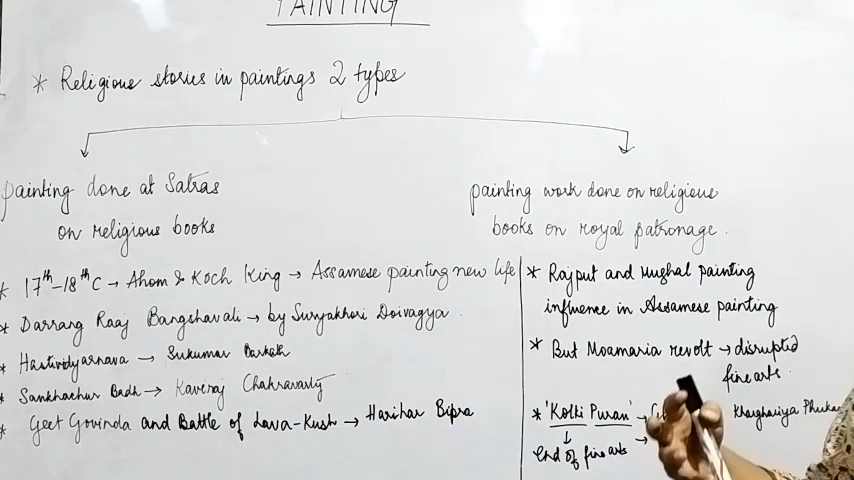 PAINTING
* Religious stories in paintings 2 types
painting done at Satras
on religious books
painting work done on religious
books on royal patronage.
* 17th-18th C → Ahom & Koch King → Assamese painting new life
* Darrang Raaj Bangshavali → by Suryakhori Doivagya.
* Hastividyarnava → Sukumar Barkath
* Sankhachur Badh → Kaviraj Chakravarty
* Geet Govinda and Battle of Lava-Kush → Harihar Bipra
* Rajput and Mughal painting
influence in Assamese painting
* But Moamaria revolt → disrupted
fine arts.
* 'Kolki Puran' → Kharghariya Phukan
↓ →
end of fine arts